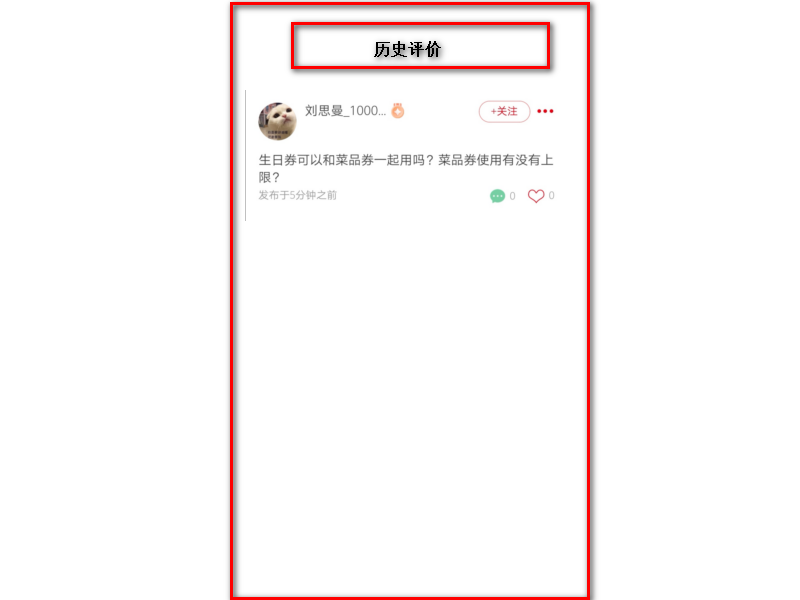 历史评价
刘思曼_1000...
+关注
生日券可以和菜品券一起用吗？菜品券使用有没有上
限？
发布于5分钟之前
0
0